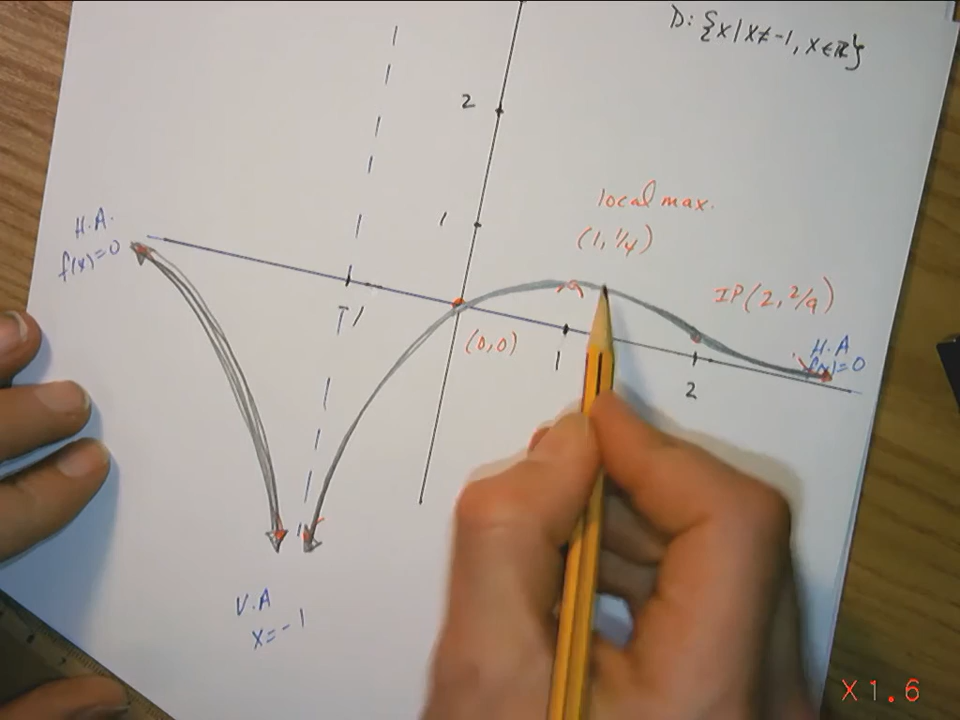 D: {x | x ≠ -1, x ∈ ℝ}
2
1
local max.
(1, 1/4)
H.A.
f(x)=0
IP(2, 2/9)
-1
(0,0)
1
2
H.A
f(x)=0
V.A
x=-1
X1.6